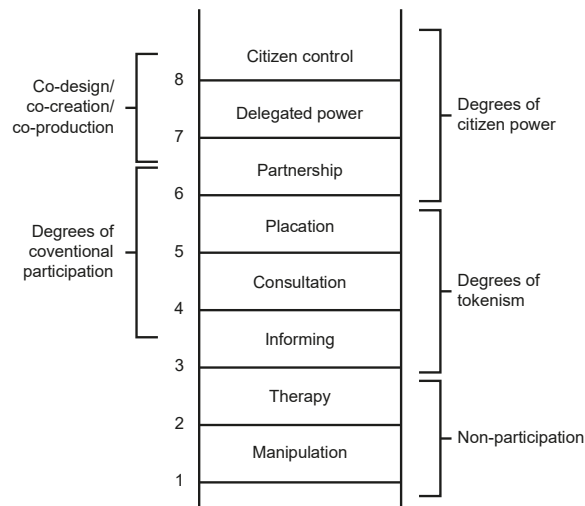 Citizen control
8
Co-design/
co-creation/
co-production
Degrees of
citizen power
Delegated power
7
Partnership
6
Degrees of
coventional
participation
Placation
5
Consultation
Degrees of
tokenism
4
Informing
3
Therapy
2
Non-participation
Manipulation
1